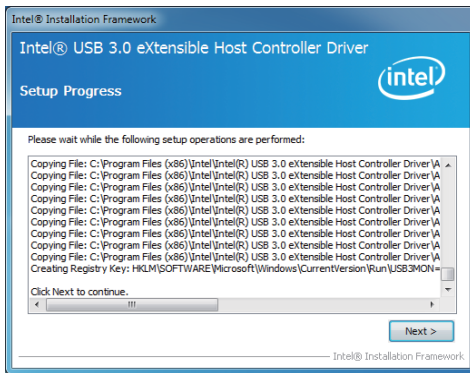 Intel® Installation Framework
Intel® USB 3.0 eXtensible Host Controller Driver
Setup Progress
intel
Please wait while the following setup operations are performed:
Copying File: C:\Program Files (x86)\Intel\Intel(R) USB 3.0 eXtensible Host Controller Driver\A
Copying File: C:\Program Files (x86)\Intel\Intel(R) USB 3.0 eXtensible Host Controller Driver\A
Copying File: C:\Program Files (x86)\Intel\Intel(R) USB 3.0 eXtensible Host Controller Driver\A
Copying File: C:\Program Files (x86)\Intel\Intel(R) USB 3.0 eXtensible Host Controller Driver\A
Copying File: C:\Program Files (x86)\Intel\Intel(R) USB 3.0 eXtensible Host Controller Driver\A
Copying File: C:\Program Files (x86)\Intel\Intel(R) USB 3.0 eXtensible Host Controller Driver\A
Copying File: C:\Program Files (x86)\Intel\Intel(R) USB 3.0 eXtensible Host Controller Driver\A
Copying File: C:\Program Files (x86)\Intel\Intel(R) USB 3.0 eXtensible Host Controller Driver\A
Copying File: C:\Program Files (x86)\Intel\Intel(R) USB 3.0 eXtensible Host Controller Driver\A
Creating Registry Key: HKLM\SOFTWARE\Microsoft\Windows\CurrentVersion\Run\USB3MON=
Click Next to continue.
Next >
Intel® Installation Framework